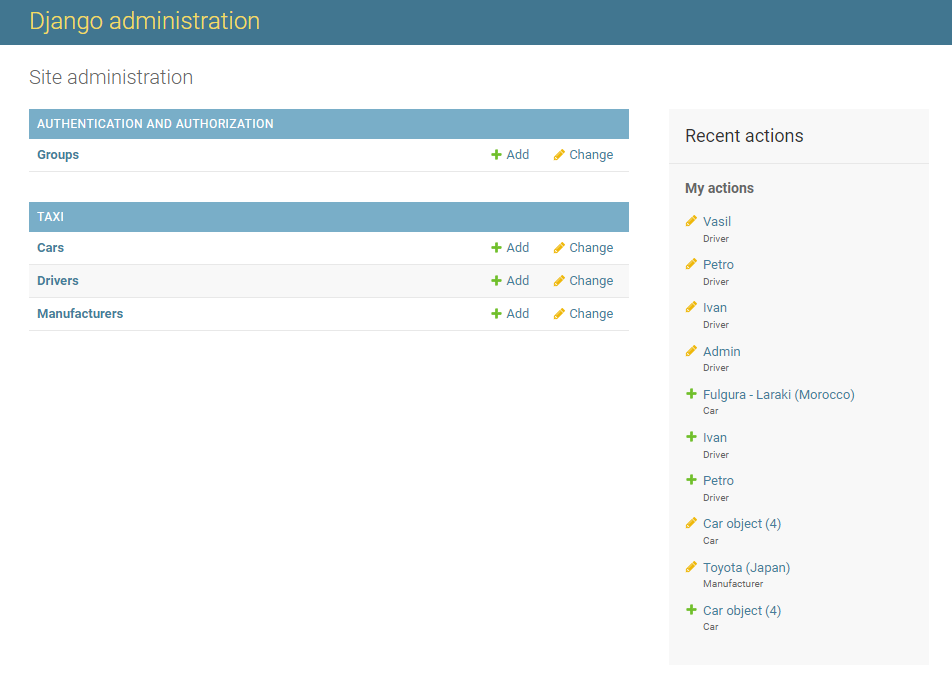 Django administration
Site administration
AUTHENTICATION AND AUTHORIZATION
Groups Add Change
TAXI
Cars Add Change
Drivers Add Change
Manufacturers Add Change
Recent actions
My actions
Vasil
Driver
Petro
Driver
Ivan
Driver
Admin
Driver
Fulgura - Laraki (Morocco)
Car
Ivan
Driver
Petro
Driver
Car object (4)
Car
Toyota (Japan)
Manufacturer
Car object (4)
Car